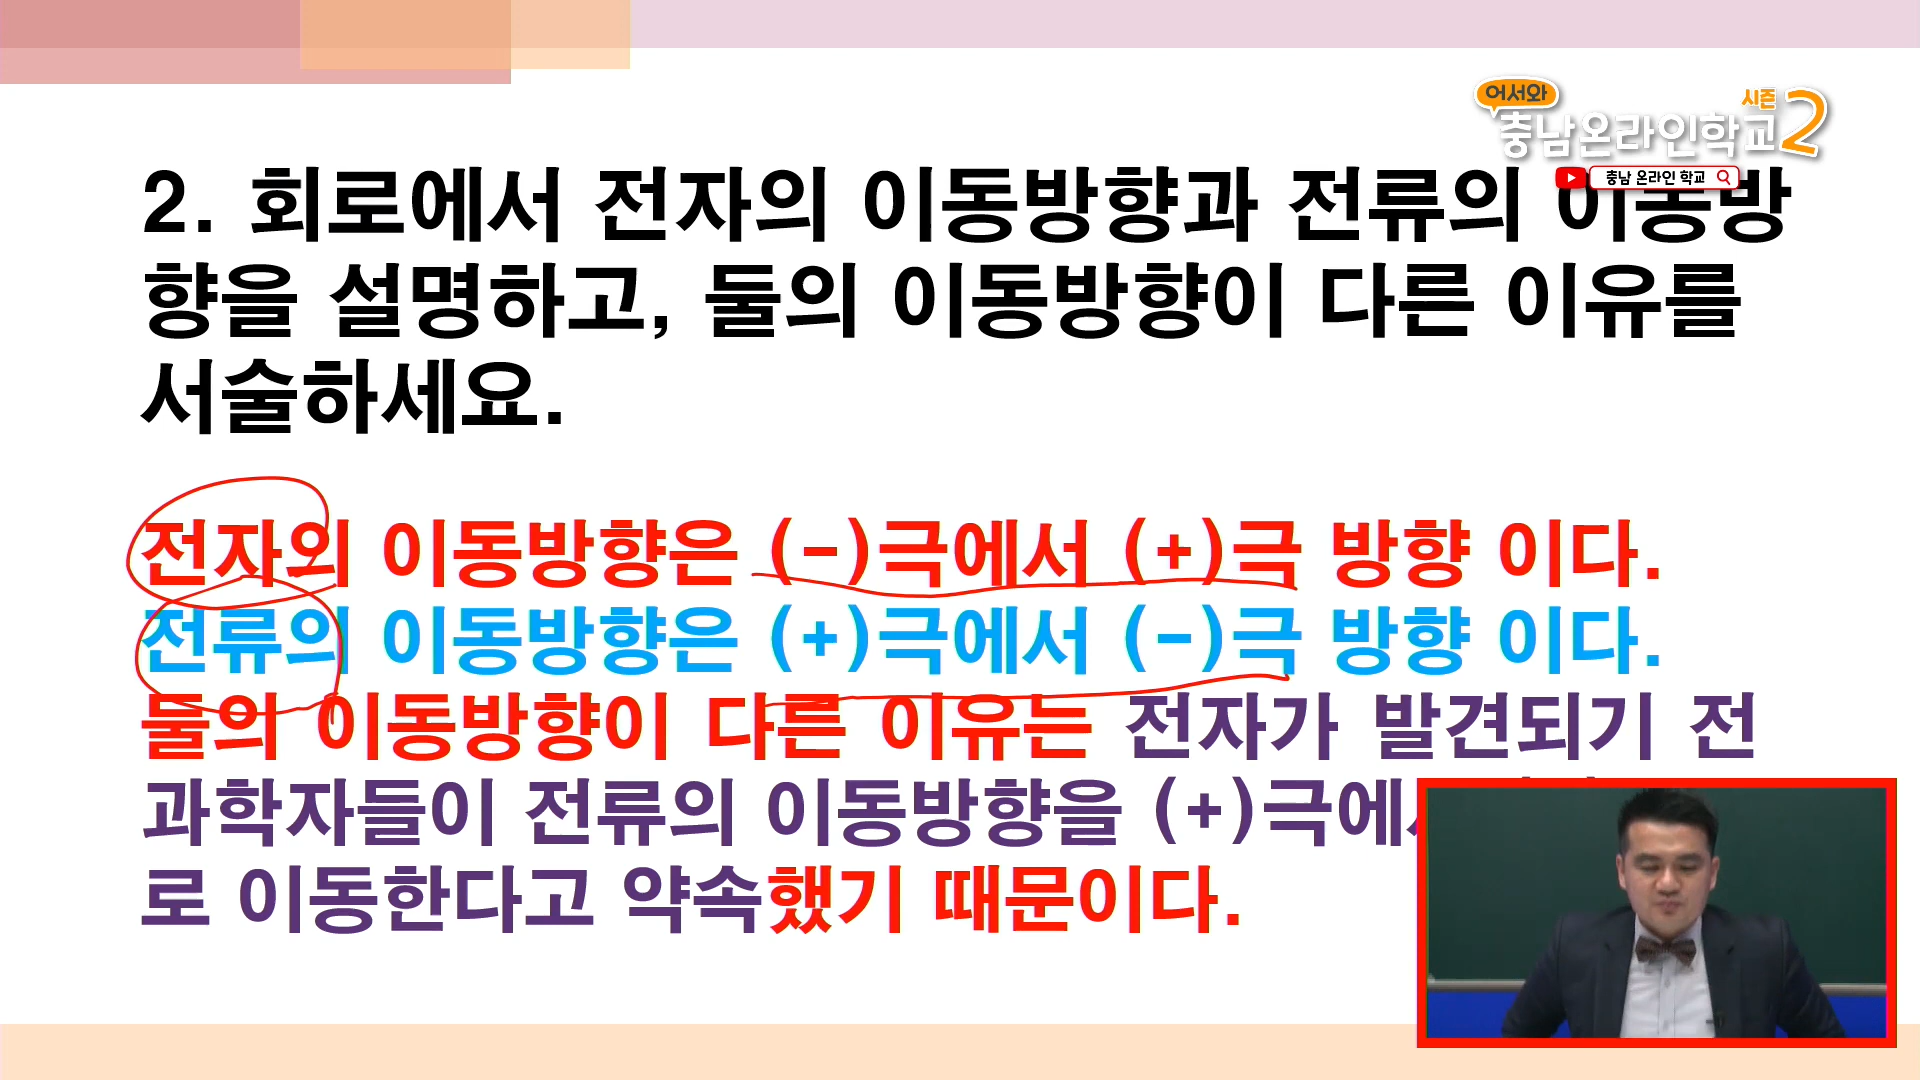 어서와
시즌
충남온라인학교2
충남 온라인 학교
2. 회로에서 전자의 이동방향과 전류의 이동방
향을 설명하고, 둘의 이동방향이 다른 이유를
서술하세요.
전자의 이동방향은 (-)극에서 (+)극 방향 이다.
전류의 이동방향은 (+)극에서 (-)극 방향 이다.
둘의 이동방향이 다른 이유는 전자가 발견되기 전
과학자들이 전류의 이동방향을 (+)극에서
로 이동한다고 약속했기 때문이다.